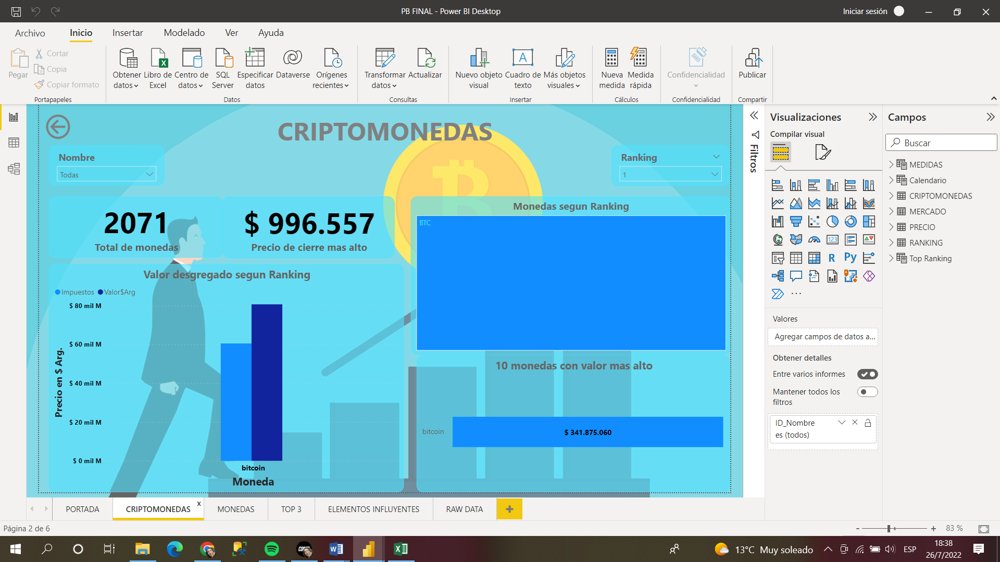 PB FINAL - Power BI Desktop
Iniciar sesión
Archivo
Inicio
Insertar
Modelado
Ver
Ayuda
Pegar
Cortar
Copia
Copiar formato
Portapapeles
Obtener datos
Libro de Excel
Centro de datos
SQL Server
Especificar datos
Dataverse
Orígenes recientes
Datos
Transformar datos
Actualizar
Consultas
Nuevo objeto visual
Cuadro de texto
Más objetos visuales
Insertar
Nueva medida
Medida rápida
Cálculos
Confidencialidad
Confidencialidad
Publicar
Compartir
CRIPTOMONEDAS
Nombre
Todas
Ranking
1
2071
Total de monedas
$ 996.557
Precio de cierre mas alto
Monedas segun Ranking
BTC
Valor desgregado segun Ranking
Impuestos
Valor$Arg
Precio en $ Arg.
$ 80 mil M
$ 60 mil M
$ 40 mil M
$ 20 mil M
$ 0 mil M
bitcoin
Moneda
10 monedas con valor mas alto
bitcoin
$ 341.875.060
Filtros
Visualizaciones
Compilar visual
123
R
Py
Valores
Agregar campos de datos a...
Obtener detalles
Entre varios informes
Mantener todos los
filtros
ID_Nombre
es (todos)
Campos
Buscar
MEDIDAS
Calendario
CRIPTOMONEDAS
MERCADO
PRECIO
RANKING
Top Ranking
PORTADA
CRIPTOMONEDAS
x
MONEDAS
TOP 3
ELEMENTOS INFLUYENTES
RAW DATA
+
Página 2 de 6
- + 83 %
13°C Muy soleado
ESP
18:38
26/7/2022